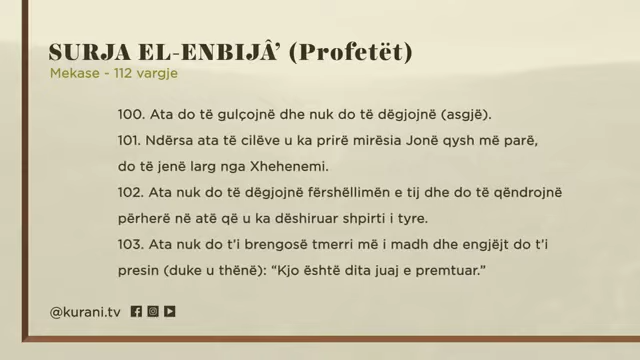 SURJA EL-ENBIJÂ’ (Profetët)
Mekase - 112 vargje
100. Ata do të gulçojnë dhe nuk do të dëgjojnë (asgjë).
101. Ndërsa ata të cilëve u ka prirë mirësia Jonë qysh më parë,
do të jenë larg nga Xhehenemi.
102. Ata nuk do të dëgjojnë fërshëllimën e tij dhe do të qëndrojnë
përherë në atë që u ka dëshiruar shpirti i tyre.
103. Ata nuk do t’i brengosë tmerri më i madh dhe engjëjt do t’i
presin (duke u thënë): “Kjo është dita juaj e premtuar.”
@kurani.tv